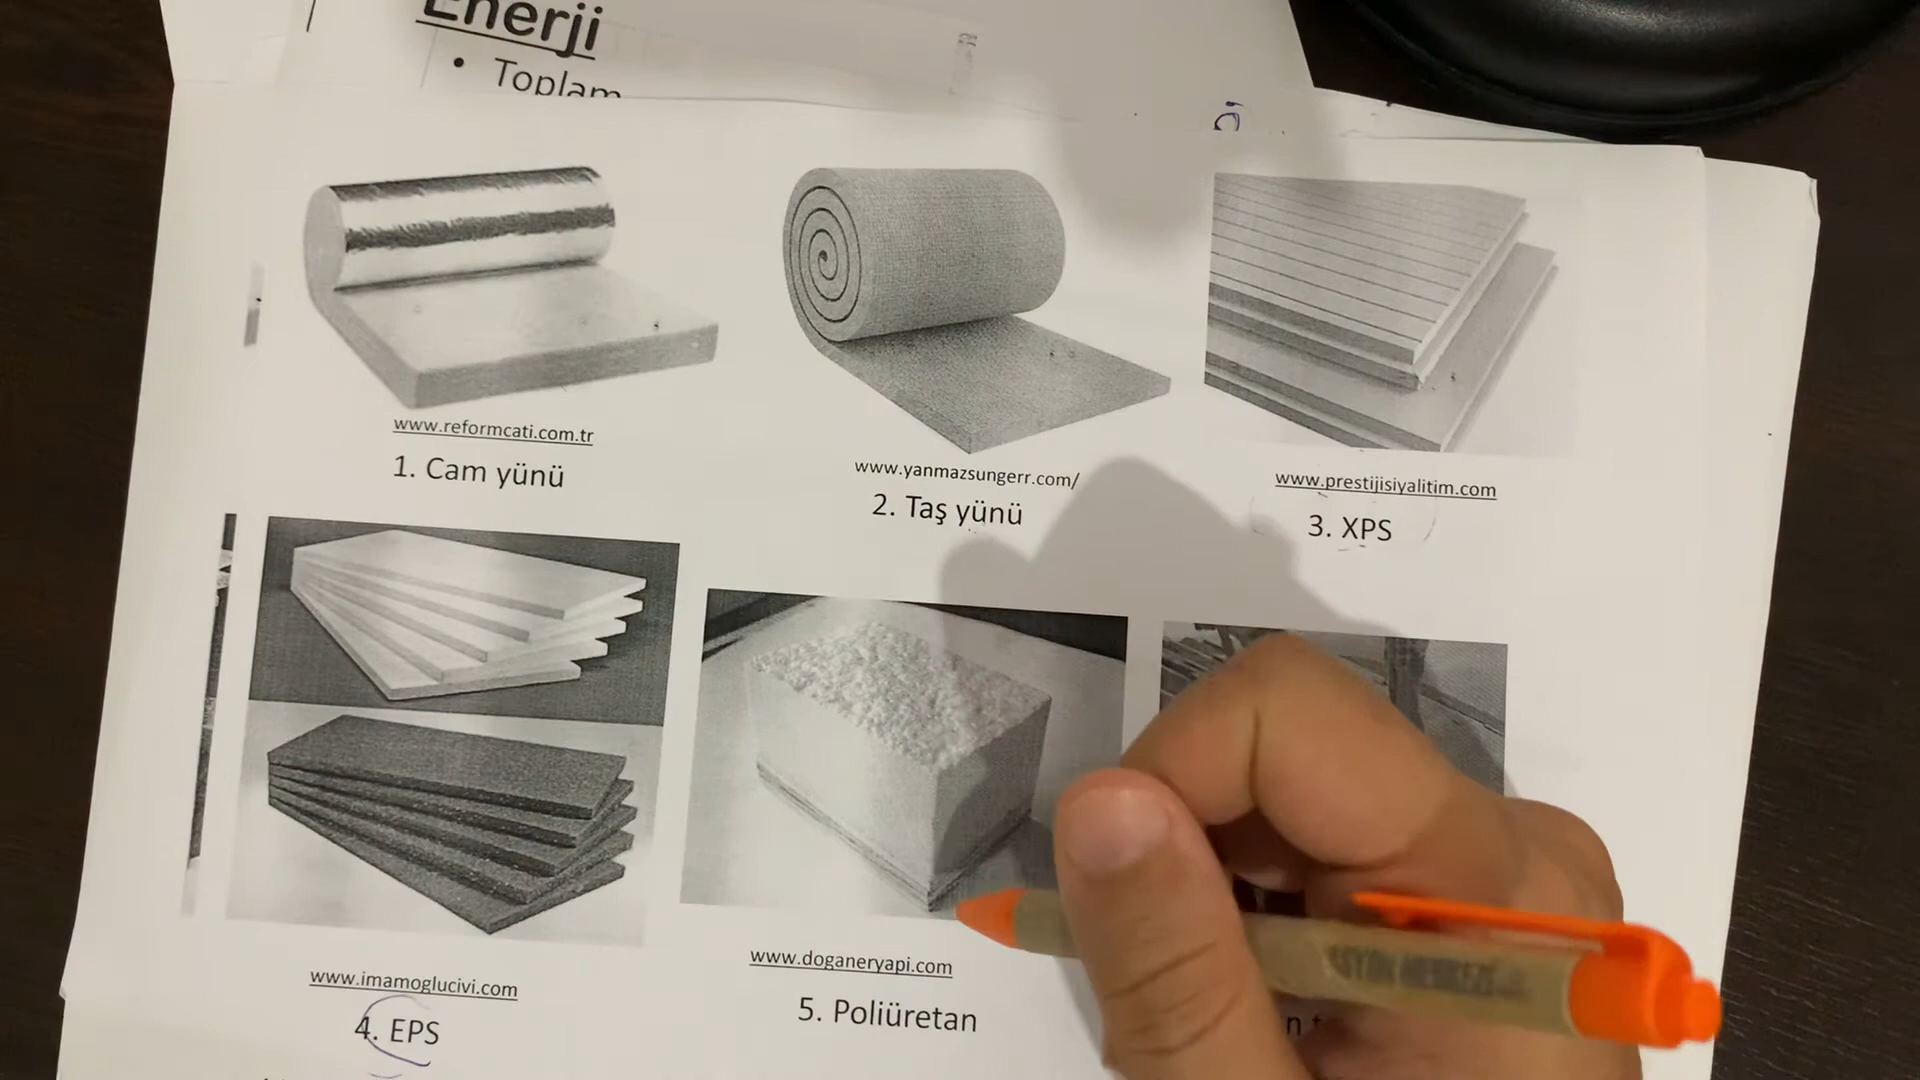 Enerji
• Toplam
www.reformcati.com.tr
1. Cam yünü
www.yanmazsungerr.com/
2. Taş yünü
www.prestijisiyalitim.com
3. XPS
www.imamoglucivi.com
4. EPS
www.doganeryapi.com
5. Poliüretan